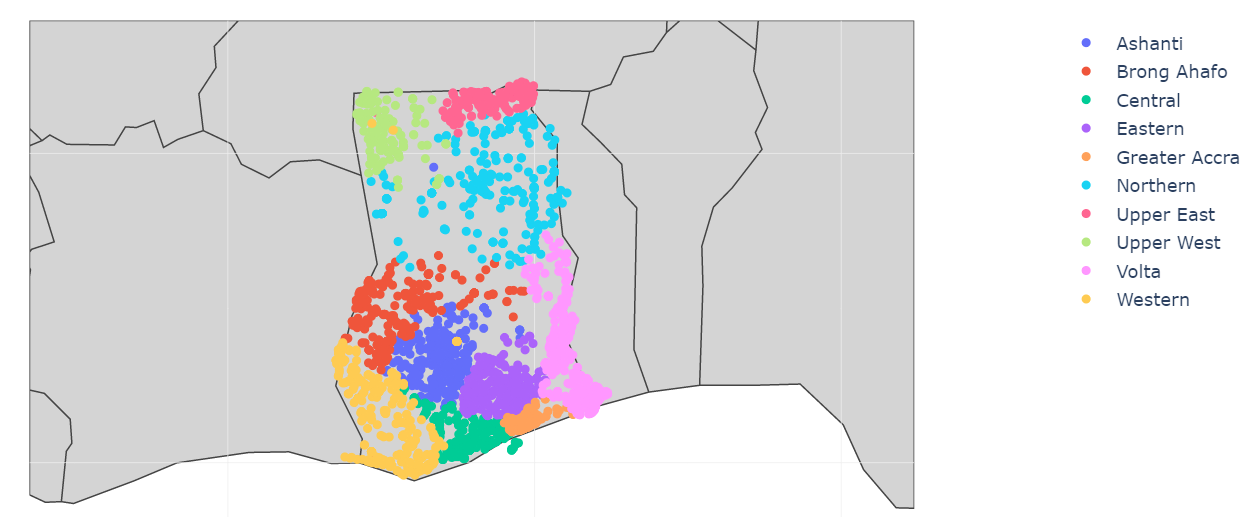 Ashanti
Brong Ahafo
Central
Eastern
Greater Accra
Northern
Upper East
Upper West
Volta
Western